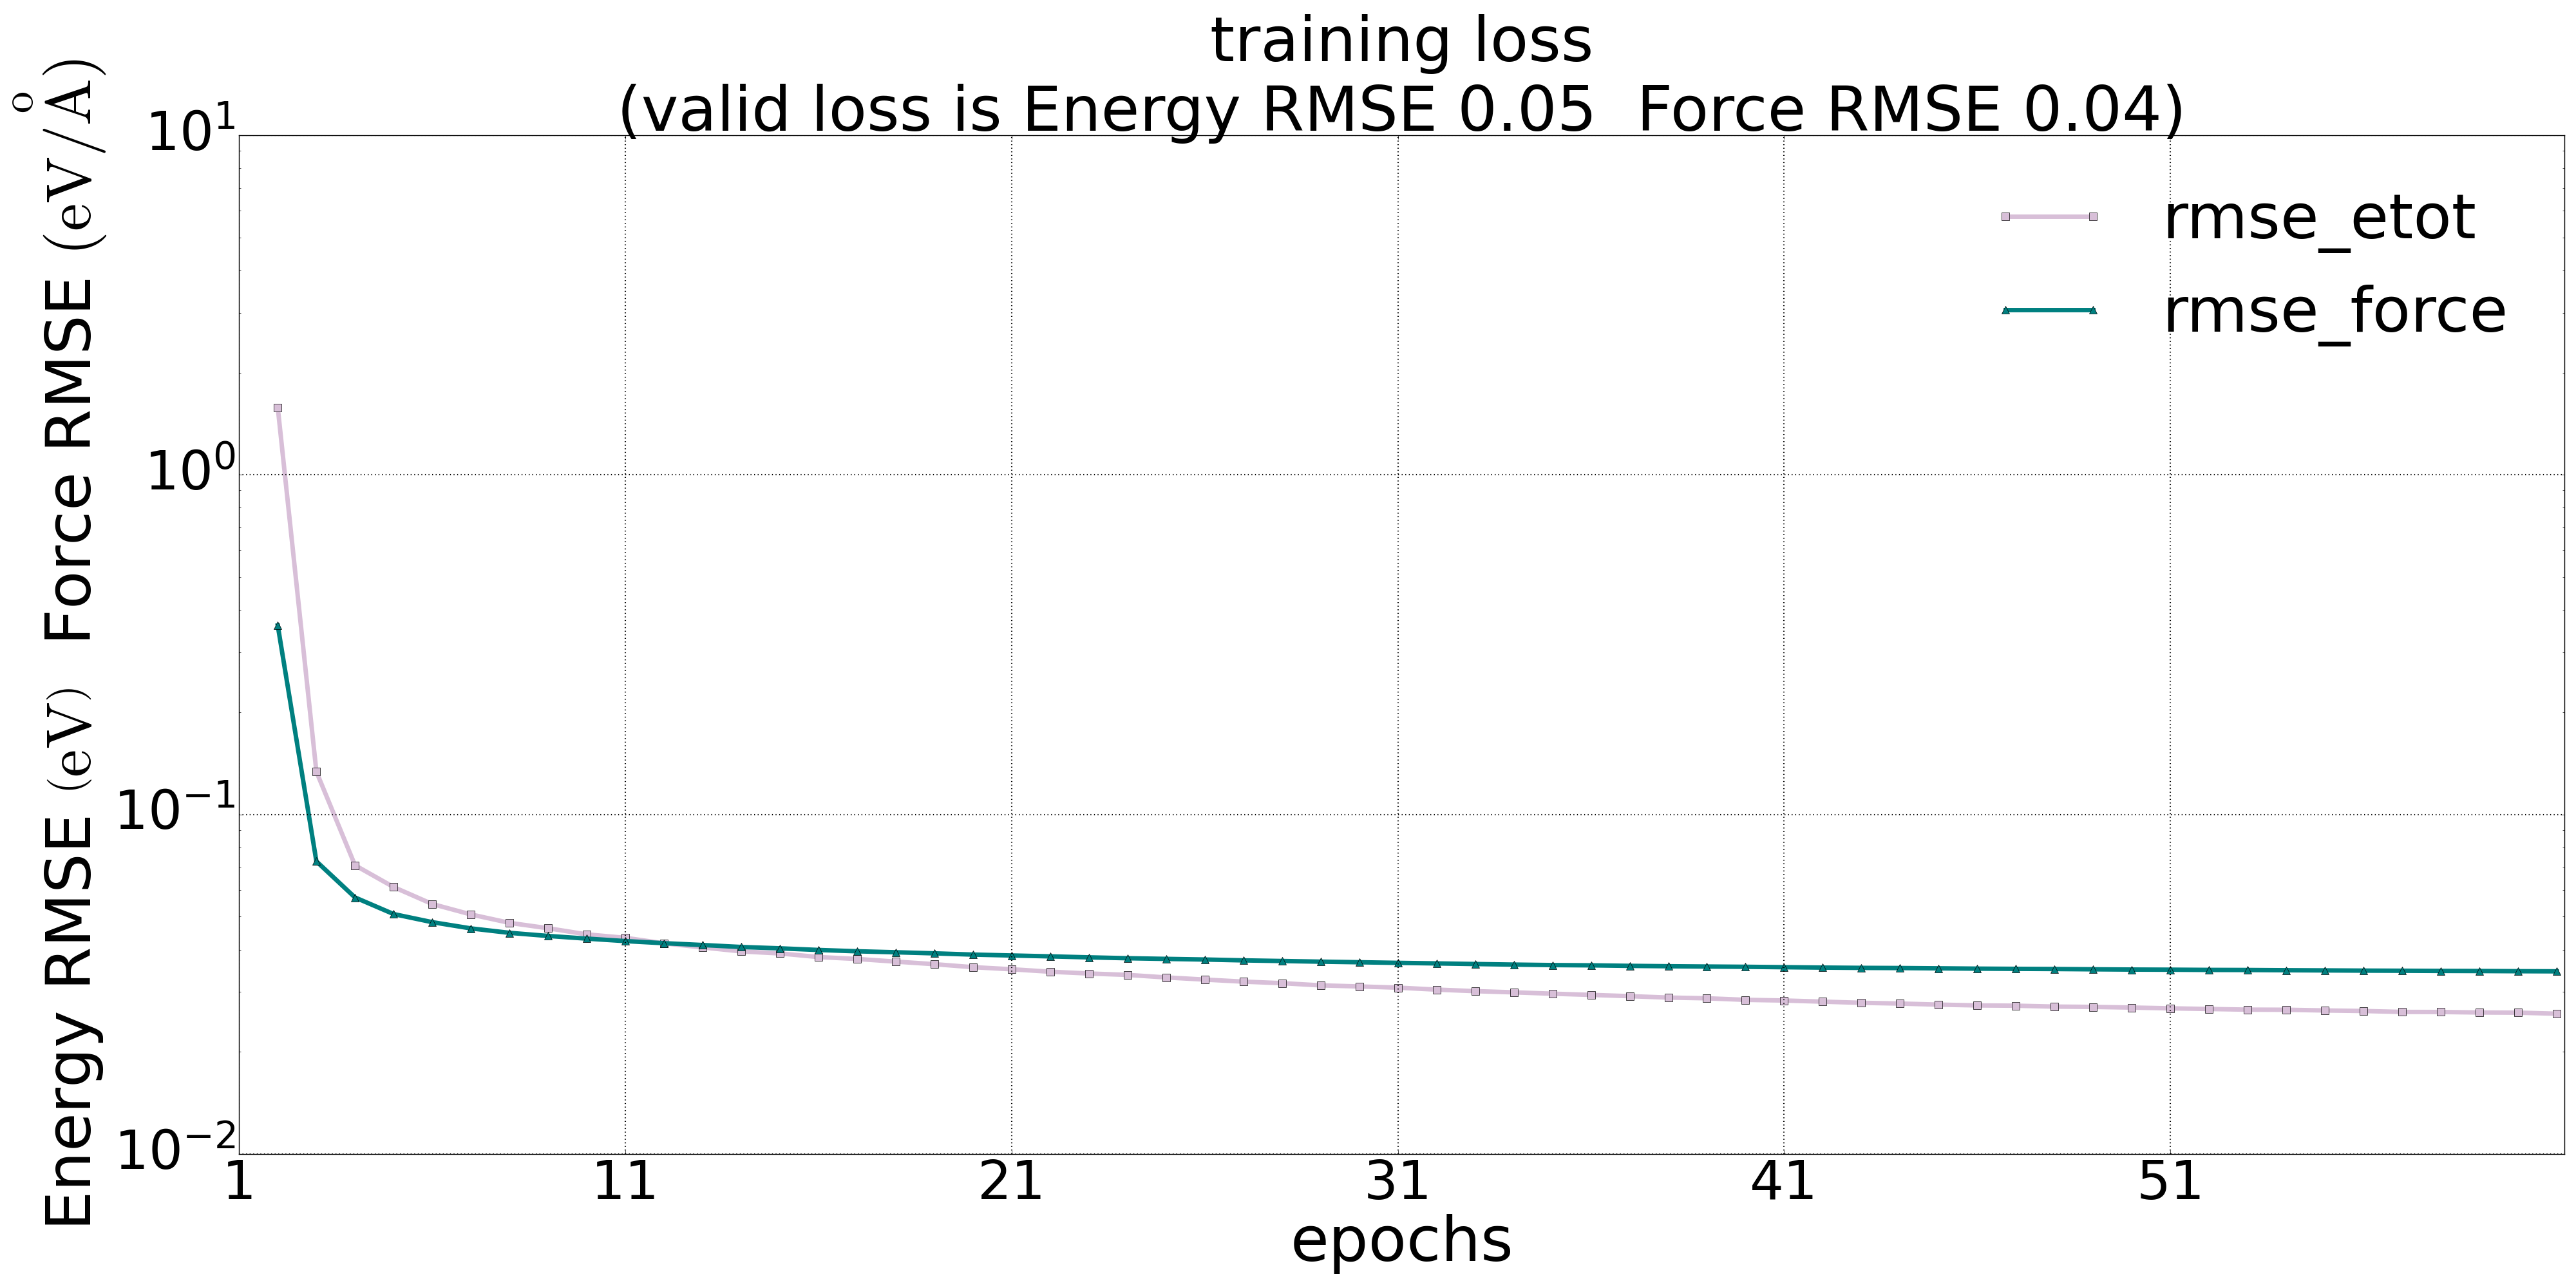 training loss
(valid loss is Energy RMSE 0.05  Force RMSE 0.04)
Energy RMSE (eV)  Force RMSE (eV/Å)
10¹
10⁰
10⁻¹
10⁻²
rmse_etot
rmse_force
1 11 21 31 41 51
epochs